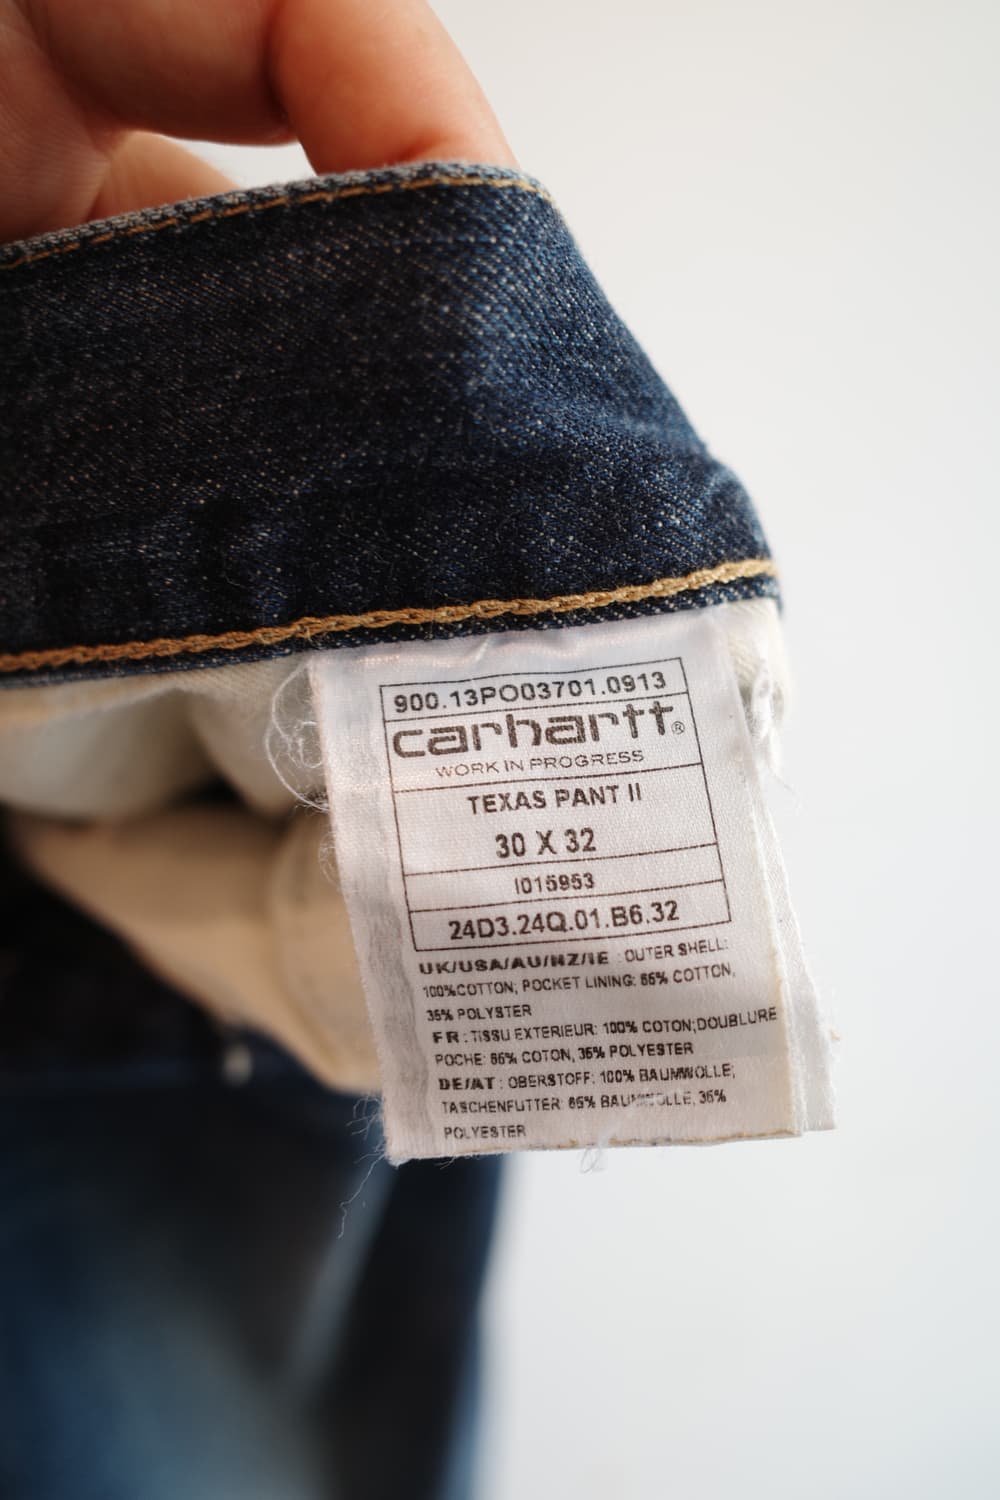 900.13PO03701.0913
carhartt®
WORK IN PROGRESS
TEXAS PANT II
30 X 32
I015953
24D3.24Q.01.B6.32
UK/USA/AU/NZ/IE : OUTER SHELL:
100%COTTON; POCKET LINING: 65% COTTON,
35% POLYSTER
FR : TISSU EXTERIEUR: 100% COTON;DOUBLURE
POCHE: 65% COTON, 35% POLYESTER
DE/AT : OBERSTOFF: 100% BAUMWOLLE;
TASCHENFUTTER: 65% BAUMWOLLE, 35%
POLYESTER